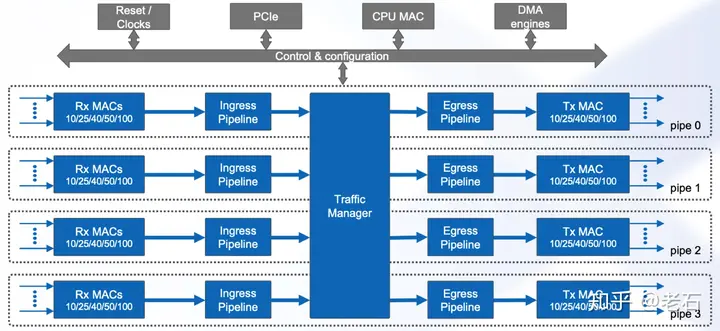 Reset /
Clocks
PCIe
CPU MAC
DMA
engines
Control & configuration
Rx MACs
10/25/40/50/100
Ingress
Pipeline
Egress
Pipeline
Tx MAC
10/25/40/50/100
pipe 0
Rx MACs
10/25/40/50/100
Ingress
Pipeline
Traffic
Manager
Egress
Pipeline
Tx MAC
10/25/40/50/100
pipe 1
Rx MACs
10/25/40/50/100
Ingress
Pipeline
Egress
Pipeline
Tx MAC
10/25/40/50/100
pipe 2
Rx MACs
10/25/40/50/100
Ingress
Pipeline
Egress
Pipeline
Tx MAC
10/25/40/50/100
pipe 3
知乎 @老石